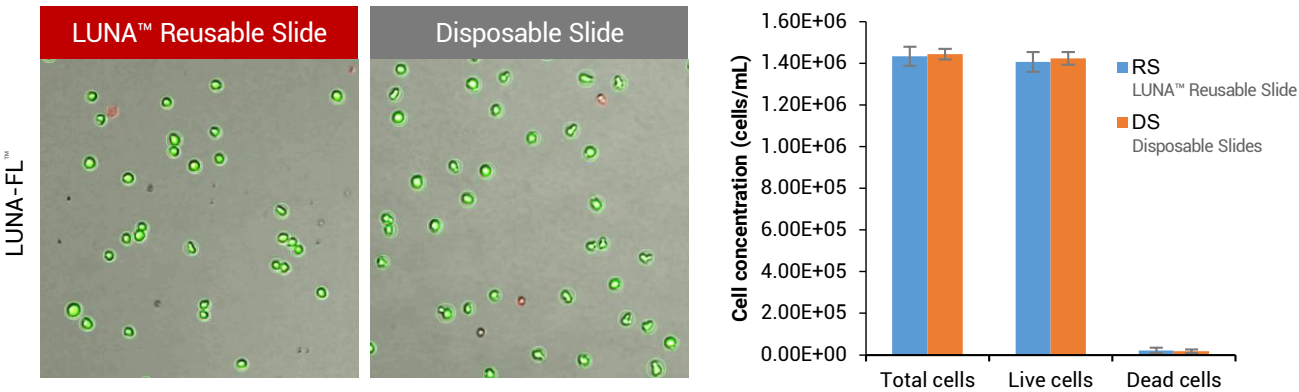 LUNA™ Reusable Slide
Disposable Slide
LUNA-FL™
Cell concentration (cells/mL)
1.60E+06
1.40E+06
1.20E+06
1.00E+06
8.00E+05
6.00E+05
4.00E+05
2.00E+05
0.00E+00
Total cells
Live cells
Dead cells
RS
LUNA™ Reusable Slide
DS
Disposable Slides